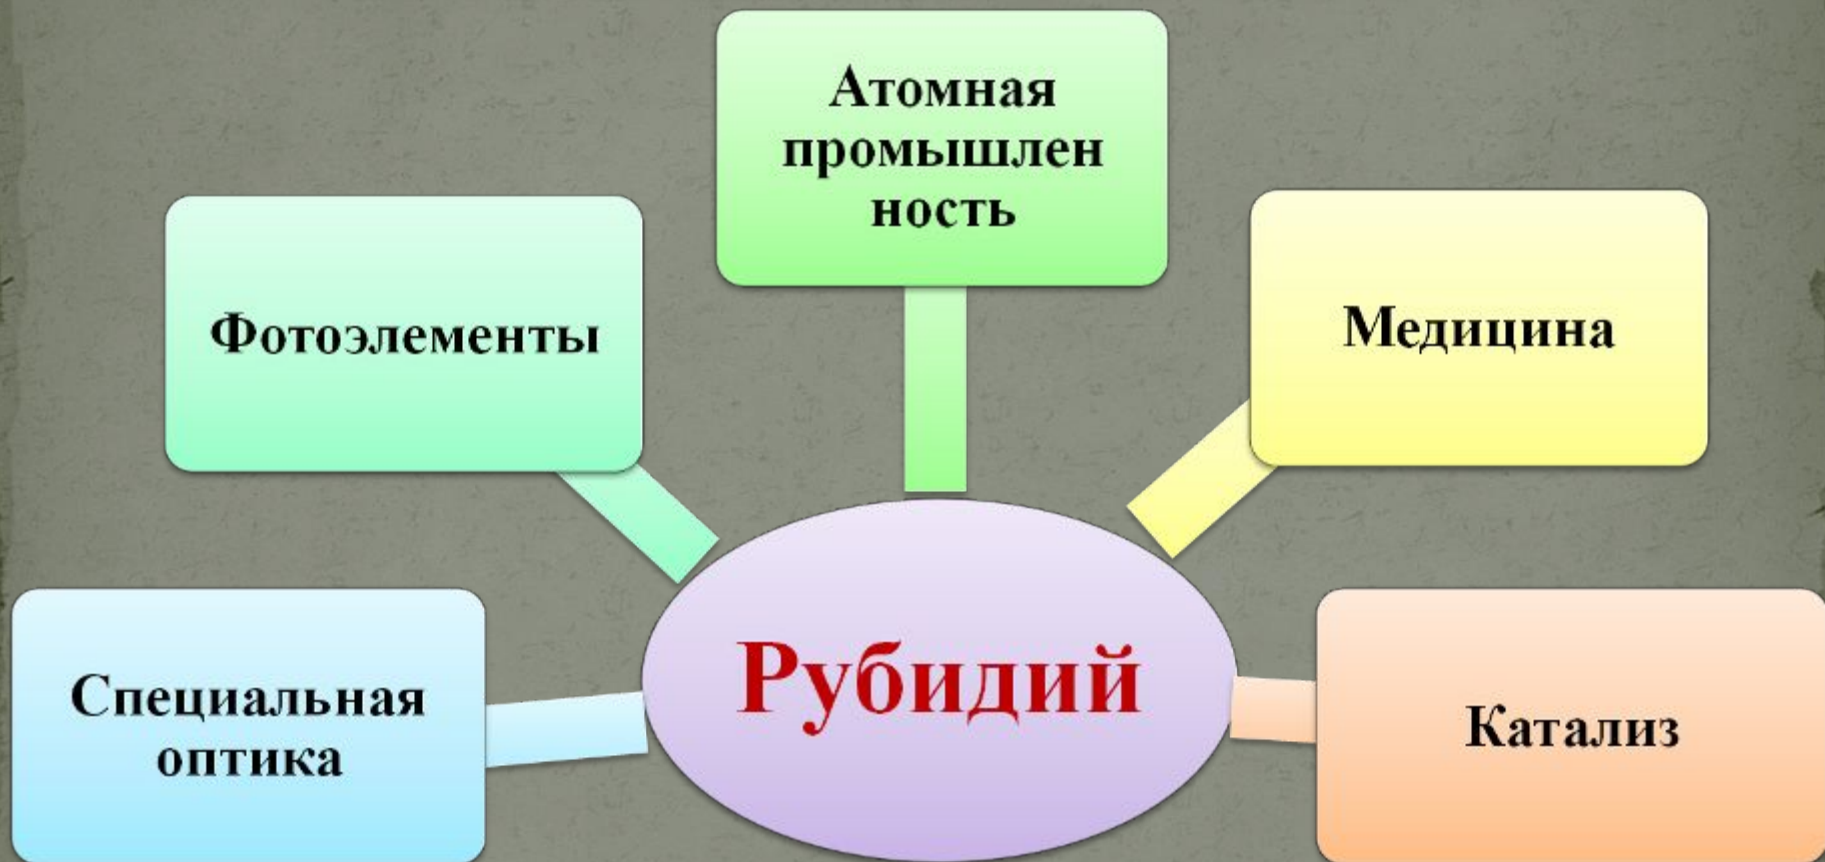 Атомная
промышлен
ность
Фотоэлементы
Медицина
Специальная
оптика
Рубидий
Катализ